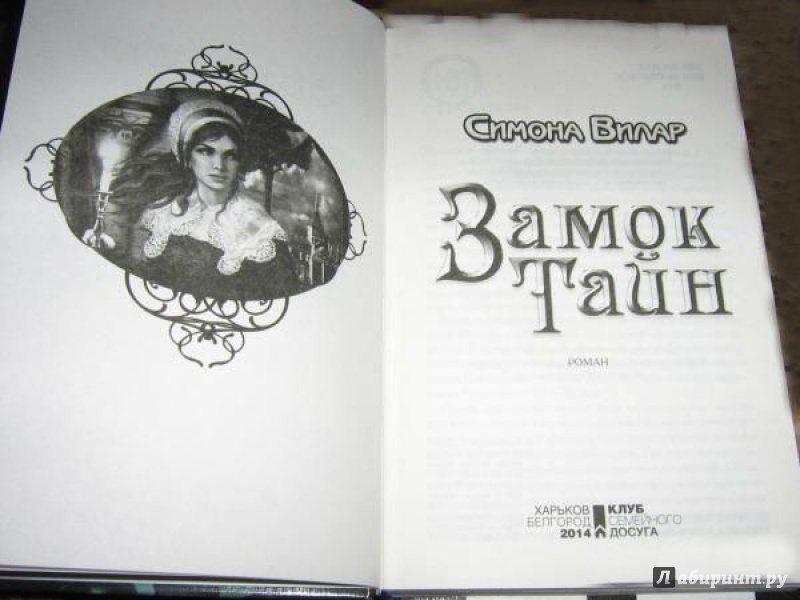 Симона Вилар
Замок
Тайн
РОМАН
ХАРЬКОВ КЛУБ
БЕЛГОРОД СЕМЕЙНОГО
2014 ДОСУГА
Лабиринт.ру